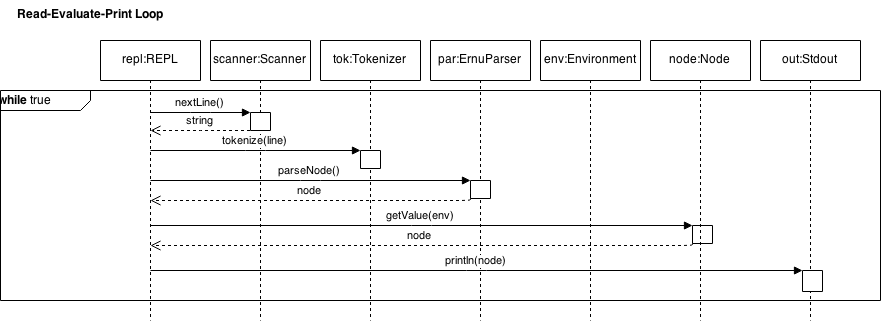 Read-Evaluate-Print Loop
repl:REPL scanner:Scanner tok:Tokenizer par:ErnuParser env:Environment node:Node out:Stdout
while true
nextLine()
string
tokenize(line)
parseNode()
node
getValue(env)
node
println(node)